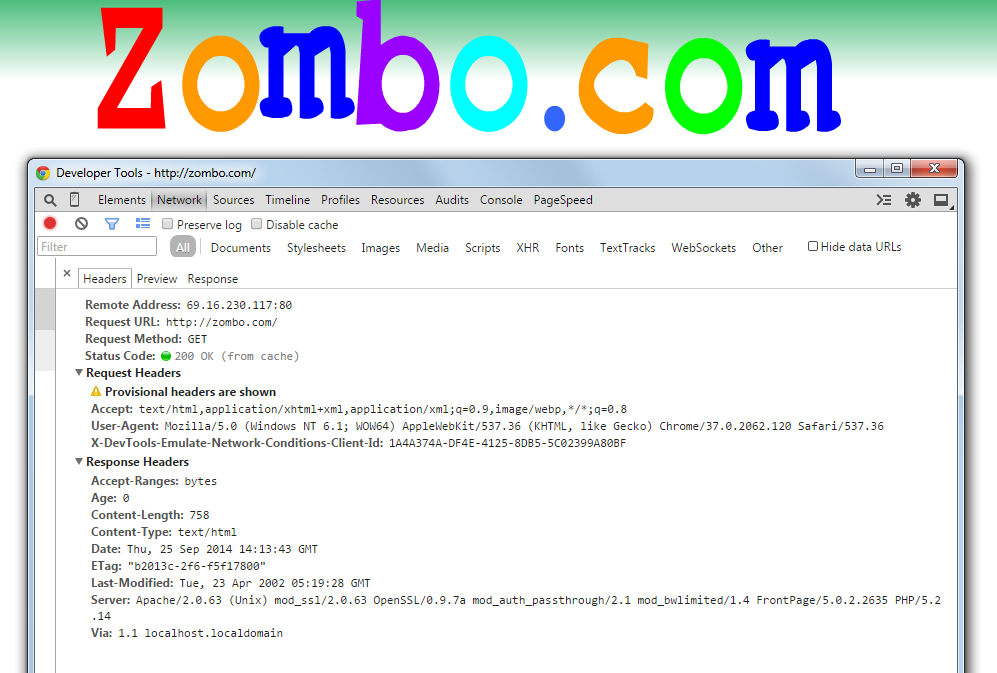 Zombo.com
Developer Tools - http://zombo.com/
Elements Network Sources Timeline Profiles Resources Audits Console PageSpeed
Preserve log Disable cache
Filter All Documents Stylesheets Images Media Scripts XHR Fonts TextTracks WebSockets Other Hide data URLs
× Headers Preview Response
Remote Address: 69.16.230.117:80
Request URL: http://zombo.com/
Request Method: GET
Status Code: 200 OK (from cache)
Request Headers
Provisional headers are shown
Accept: text/html,application/xhtml+xml,application/xml;q=0.9,image/webp,*/*;q=0.8
User-Agent: Mozilla/5.0 (Windows NT 6.1; WOW64) AppleWebKit/537.36 (KHTML, like Gecko) Chrome/37.0.2062.120 Safari/537.36
X-DevTools-Emulate-Network-Conditions-Client-Id: 1A4A374A-DF4E-4125-8DB5-5C02399A80BF
Response Headers
Accept-Ranges: bytes
Age: 0
Content-Length: 758
Content-Type: text/html
Date: Thu, 25 Sep 2014 14:13:43 GMT
ETag: "b2013c-2f6-f5f17800"
Last-Modified: Tue, 23 Apr 2002 05:19:28 GMT
Server: Apache/2.0.63 (Unix) mod_ssl/2.0.63 OpenSSL/0.9.7a mod_auth_passthrough/2.1 mod_bwlimited/1.4 FrontPage/5.0.2.2635 PHP/5.2
.14
Via: 1.1 localhost.localdomain